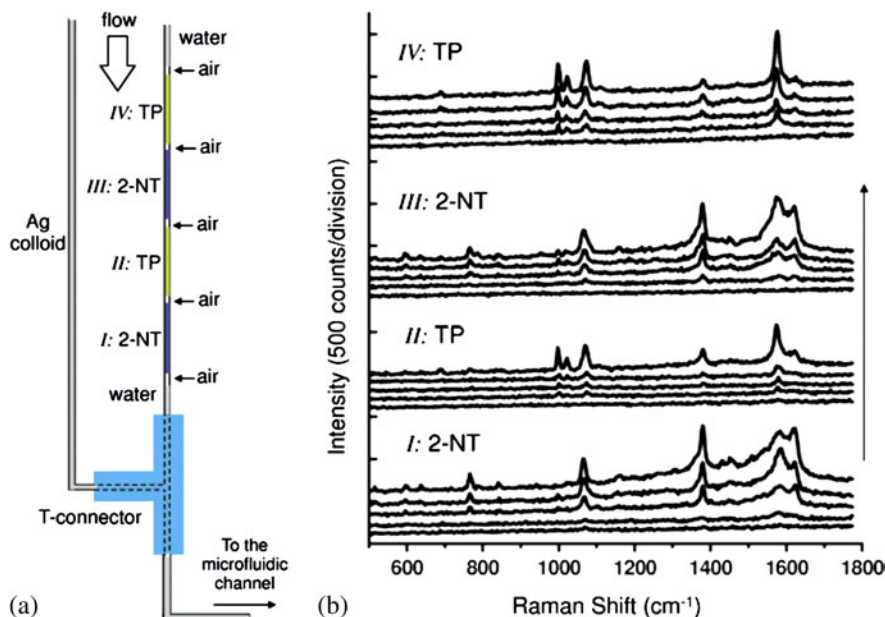 flow
water
air
IV: TP
air
III: 2-NT
air
Ag
colloid
II: TP
air
I: 2-NT
air
water
T-connector
To the
microfluidic
channel
(a)
IV: TP
III: 2-NT
II: TP
I: 2-NT
Intensity (500 counts/division)
600 800 1000 1200 1400 1600 1800
Raman Shift (cm⁻¹)
(b)